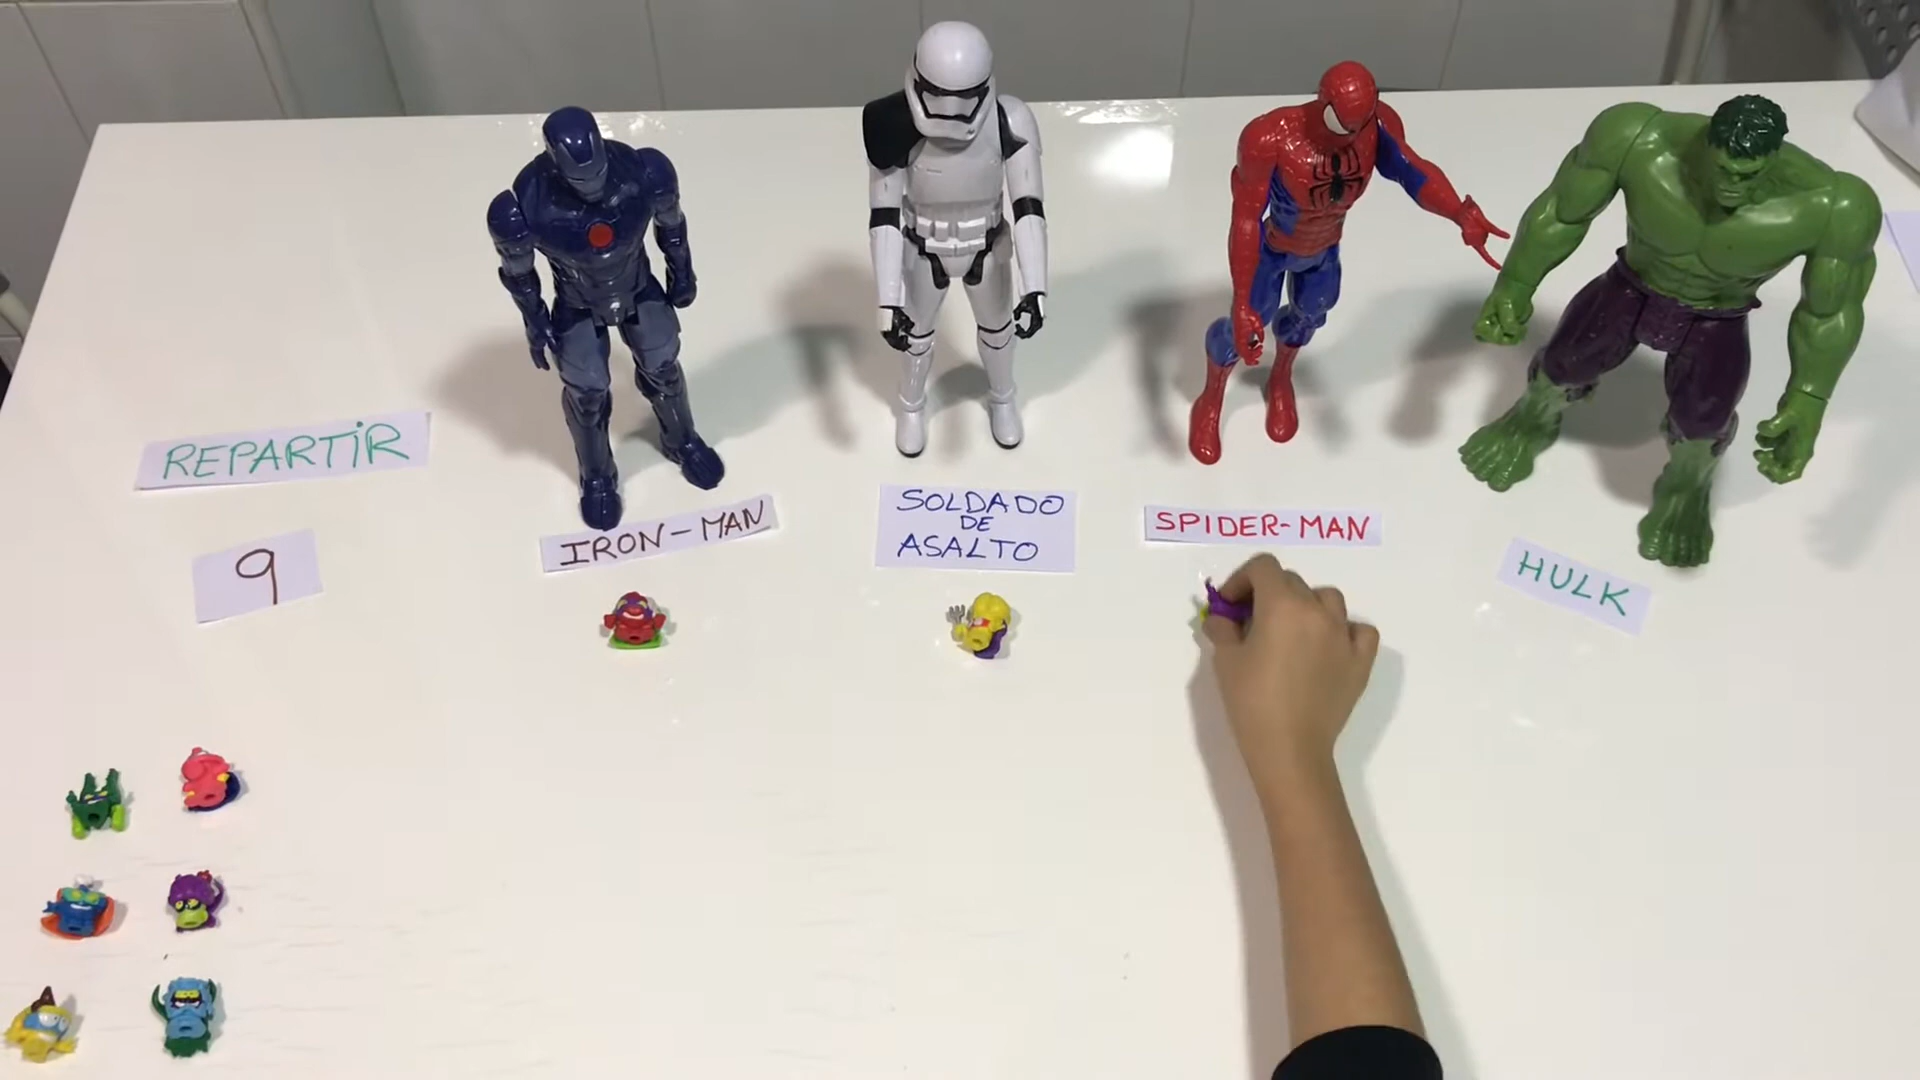 REPARTIR
9
IRON-MAN
SOLDADO
DE
ASALTO
SPIDER-MAN
HULK